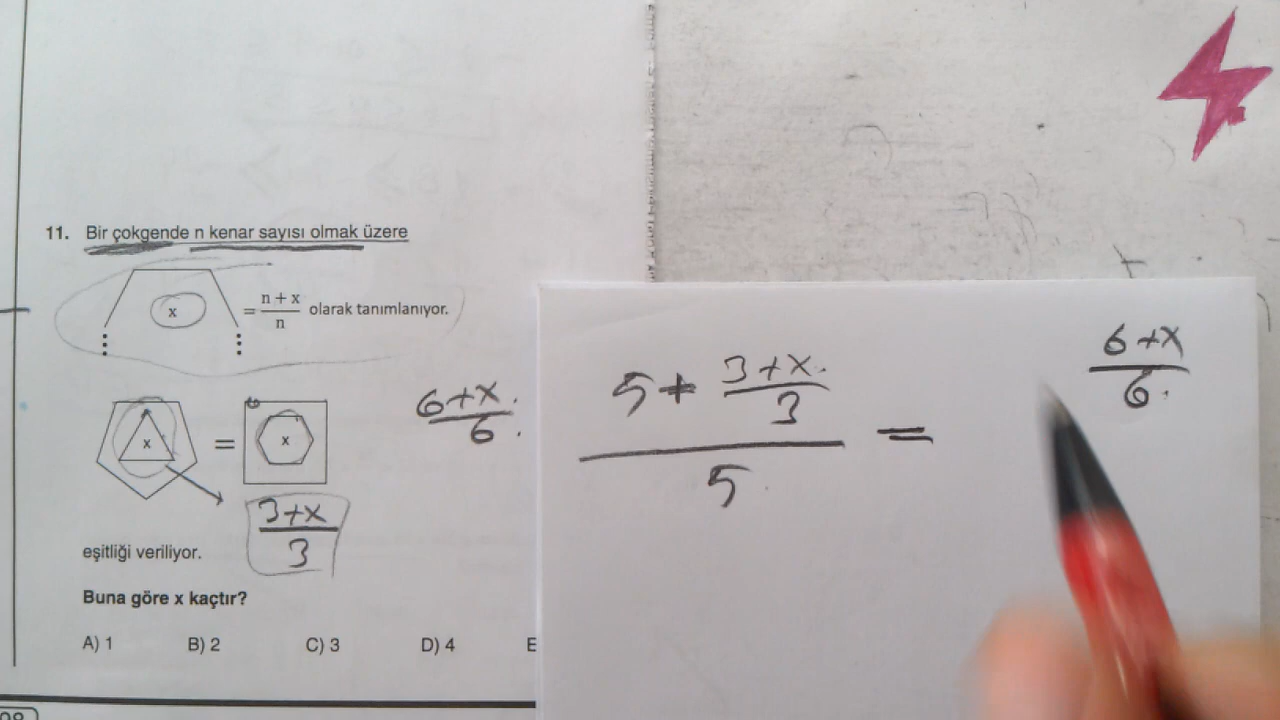 11. Bir çokgende n kenar sayısı olmak üzere
x = n + x / n olarak tanımlanıyor.
x = x
6+x / 6
3+x / 3
eşitliği veriliyor.
Buna göre x kaçtır?
A) 1 B) 2 C) 3 D) 4 E
5 + 3+x / 3
5
=
6+x / 6